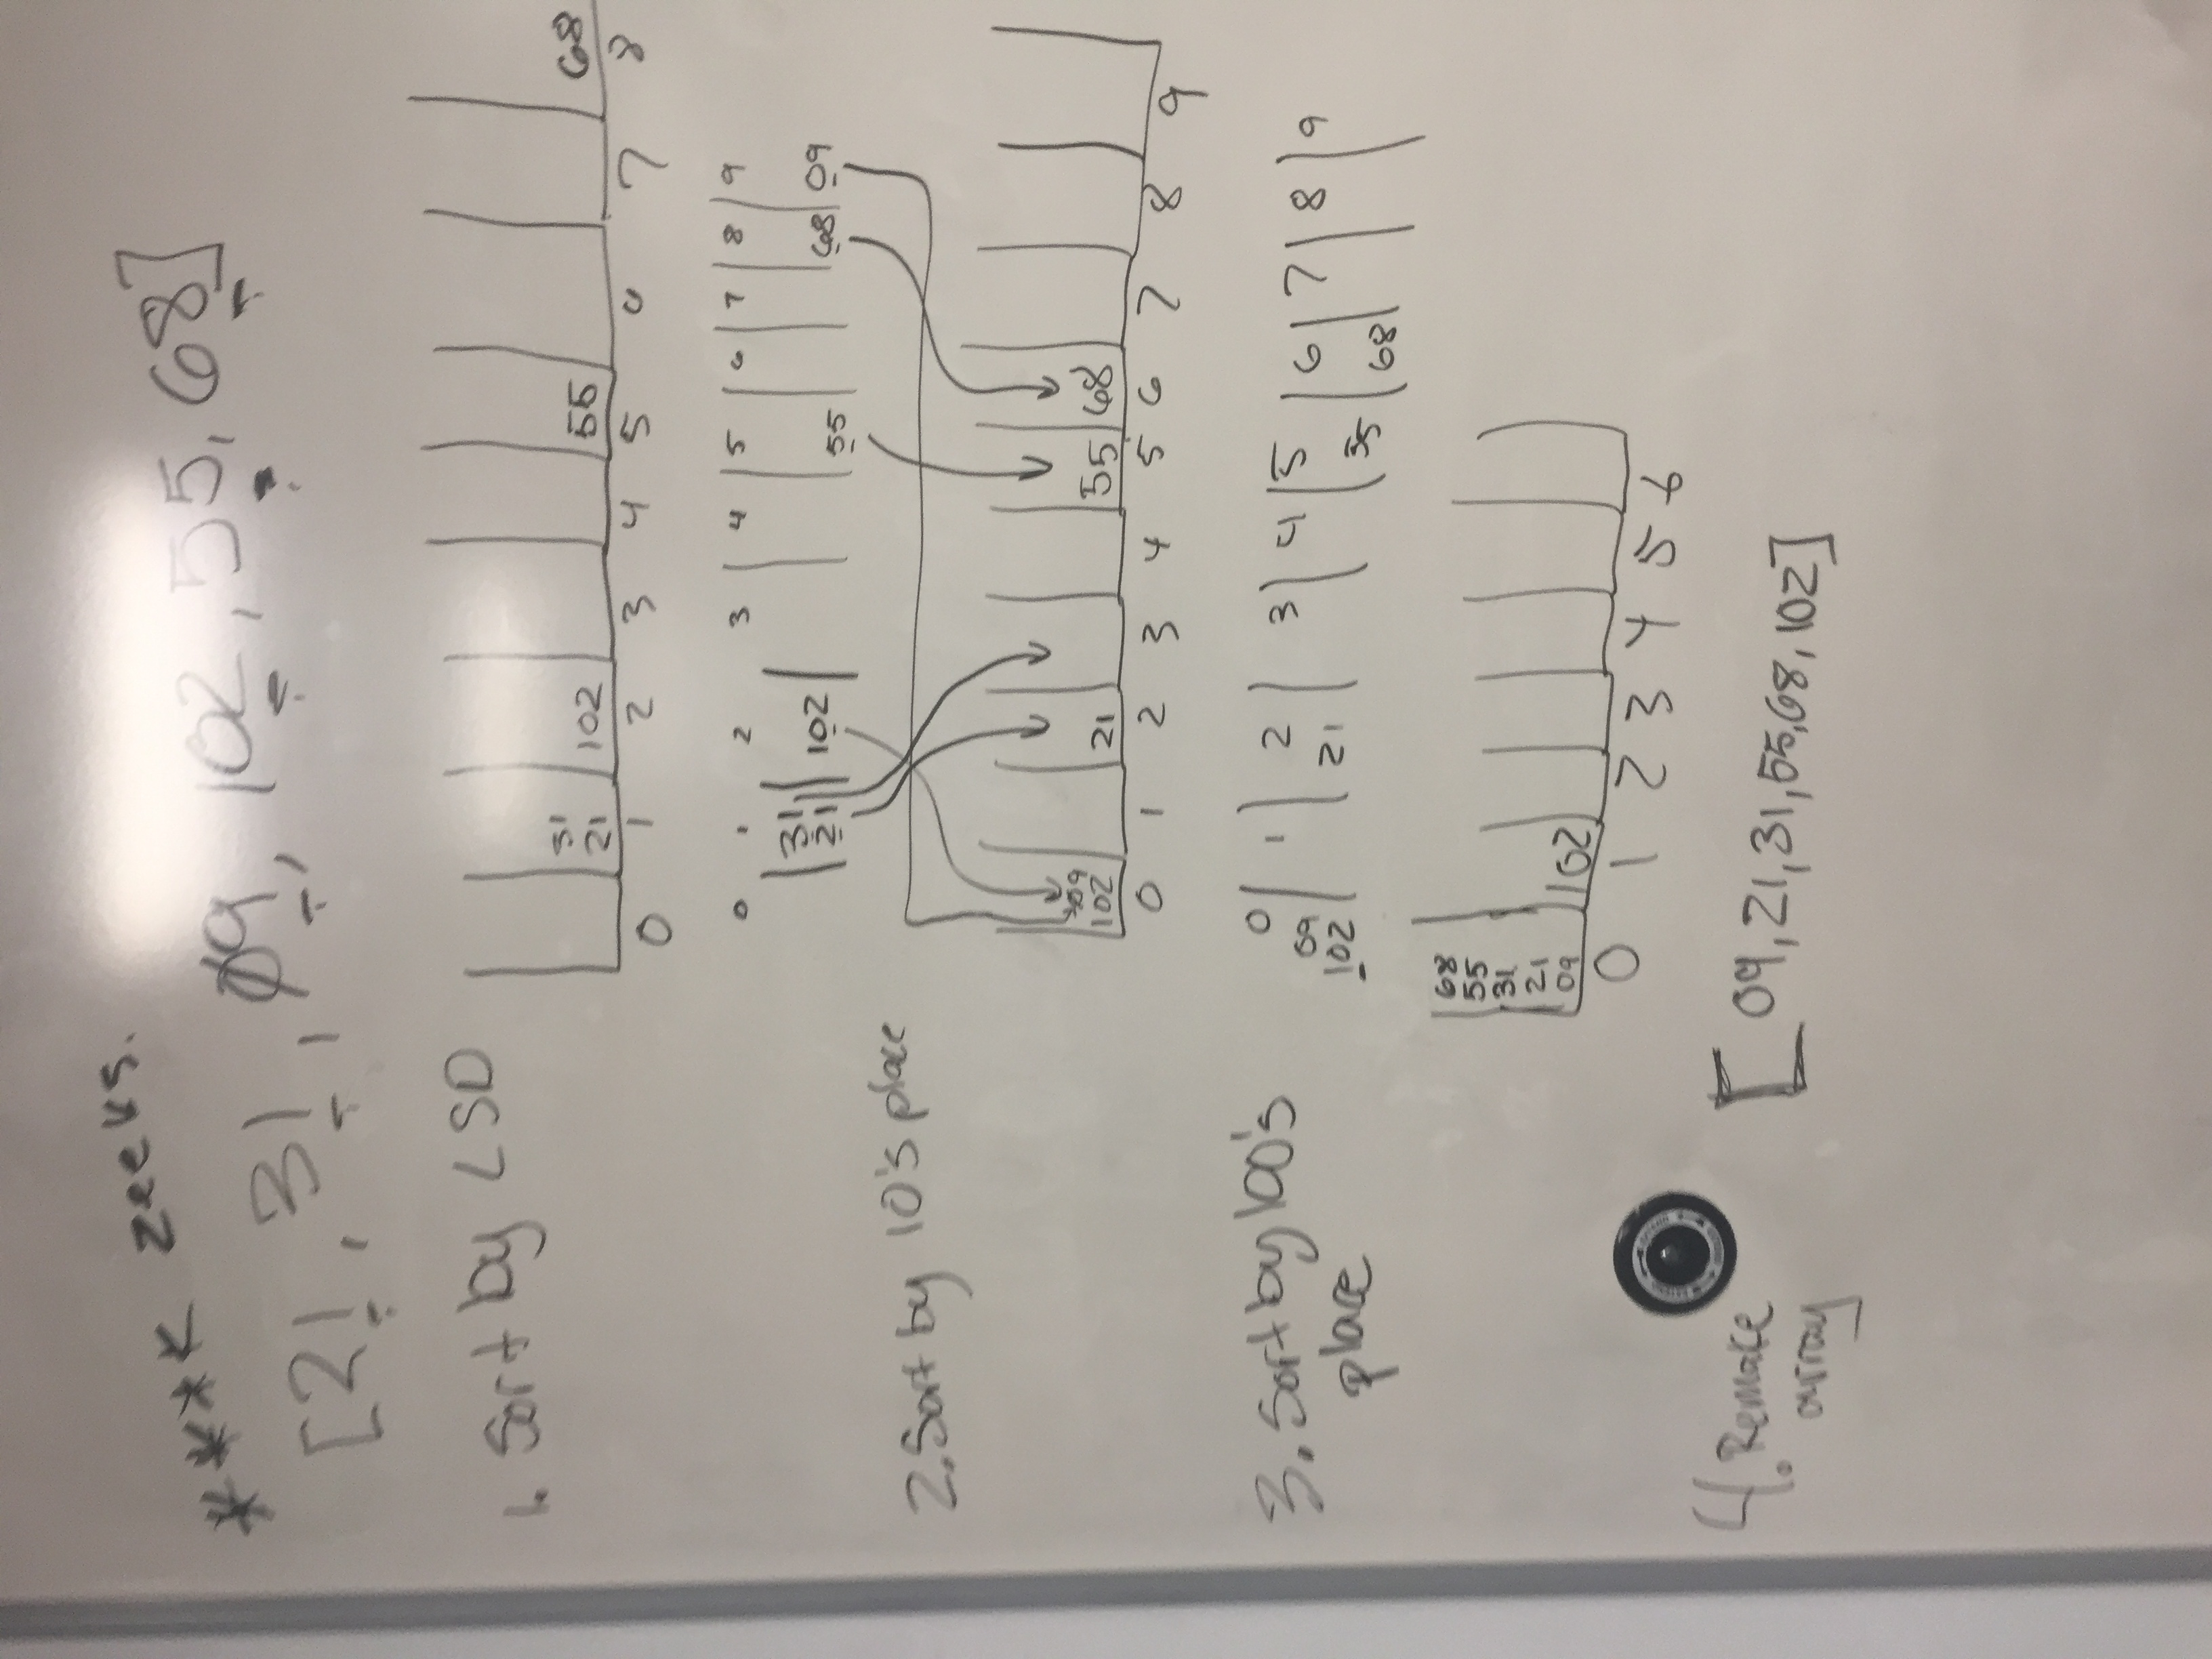 **** zeeks.
[21, 31, 09, 102, 55, 68]
1. Sort by LSD
31
21 102 55 68
0 1 2 3 4 5 6 7 8
0 1 2 3 4 5 6 7 8 9
31
21 102 55 68 09
2. Sort by 10's place
09
102 21 55 68
0 1 2 3 4 5 6 7 8 9
3. Sort by 100's
place
0 1 2 3 4 5 6 7 8 9
09
102 21 55 68
68
55
31
21
09 102
0 1 2 3 4 5 6
4. Remake
array
[09, 21, 31, 55, 68, 102]